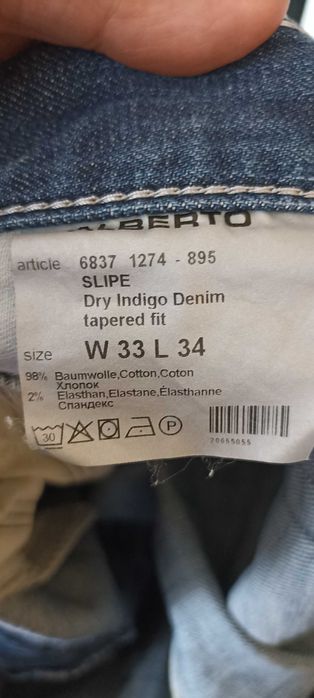 ALBERTO
article 6837 1274 - 895
SLIPE
Dry Indigo Denim
tapered fit
size W 33 L 34
98% Baumwolle,Cotton,Coton
Хлопок
2% Elasthan,Elastane,Élasthanne
Спандекс
30 P
20655055